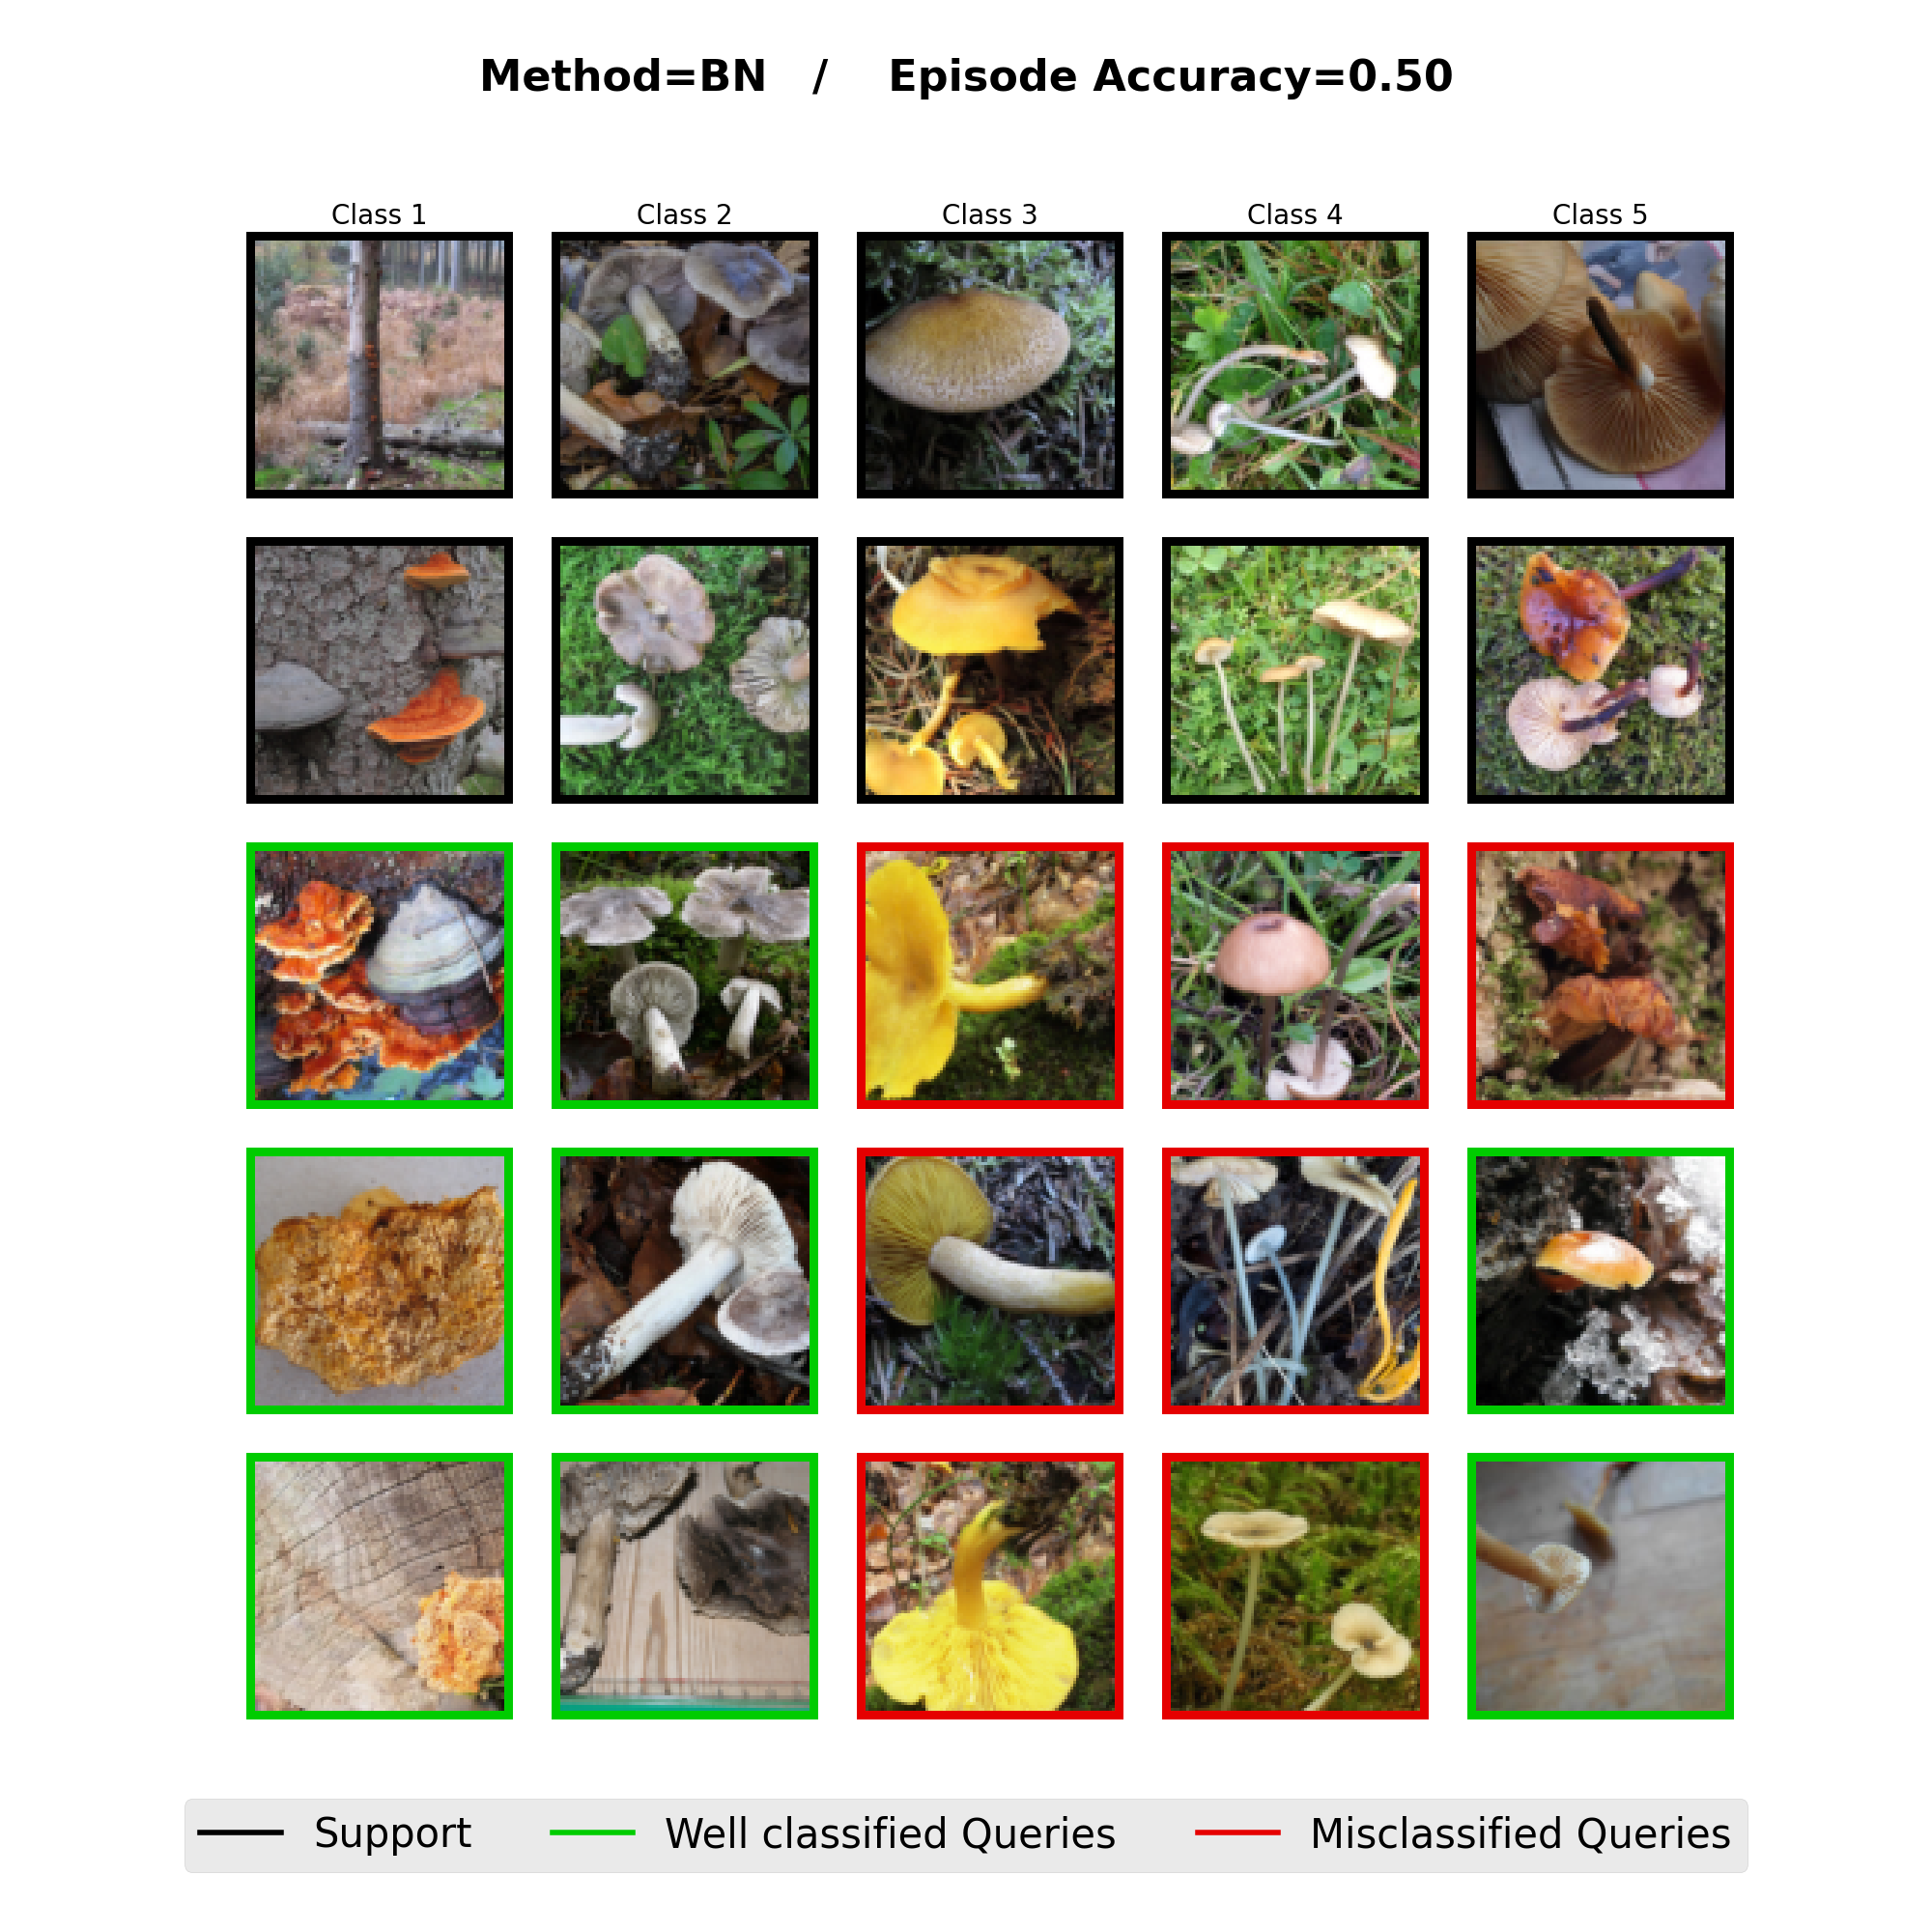 Method=BN / Episode Accuracy=0.50
Class 1 Class 2 Class 3 Class 4 Class 5
Support Well classified Queries Misclassified Queries